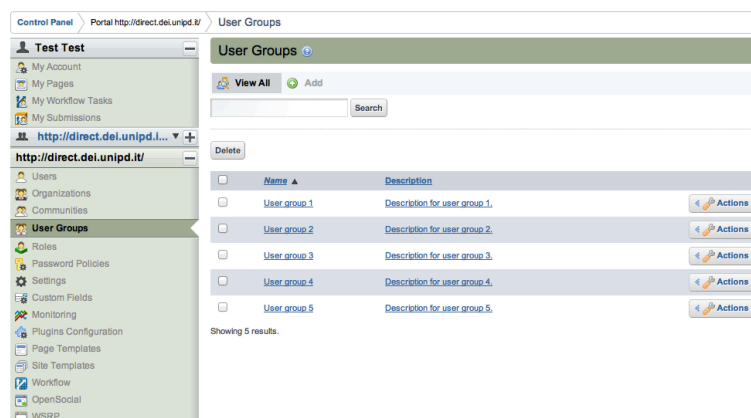 Control Panel Portal http://direct.dei.unipd.it/ User Groups
Test Test
My Account
My Pages
My Workflow Tasks
My Submissions
http://direct.dei.unipd.i...
http://direct.dei.unipd.it/
Users
Organizations
Communities
User Groups
Roles
Password Policies
Settings
Custom Fields
Monitoring
Plugins Configuration
Page Templates
Site Templates
Workflow
OpenSocial
WSRP
User Groups
View All Add
Search
Delete
Name Description
User group 1 Description for user group 1. Actions
User group 2 Description for user group 2. Actions
User group 3 Description for user group 3. Actions
User group 4 Description for user group 4. Actions
User group 5 Description for user group 5. Actions
Showing 5 results.